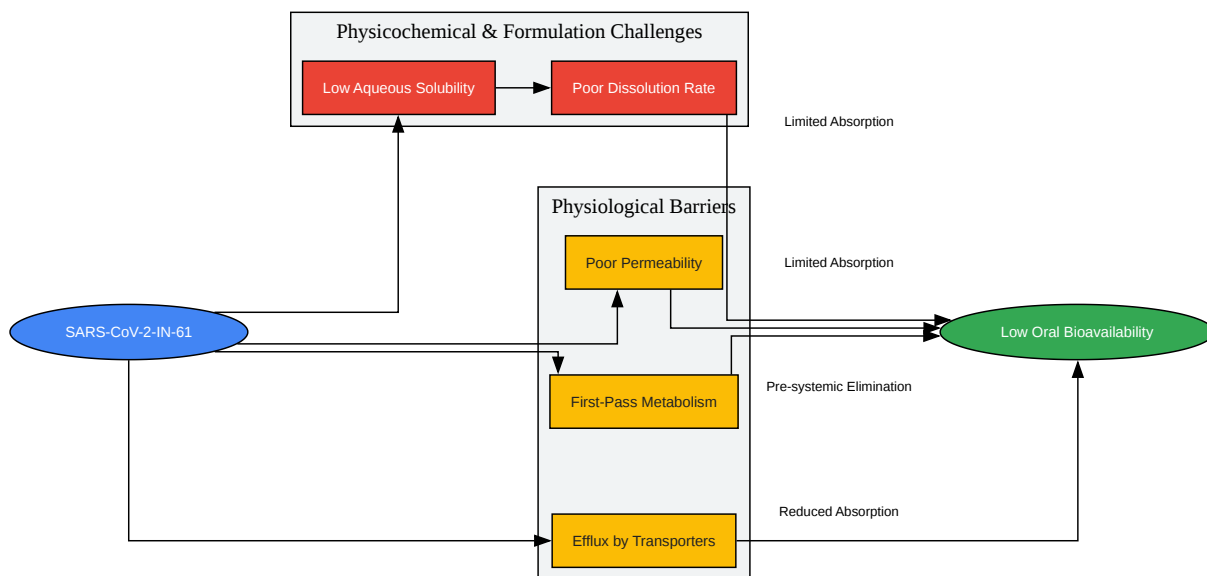 Physicochemical & Formulation Challenges
Low Aqueous Solubility
Poor Dissolution Rate
Limited Absorption
Physiological Barriers
Poor Permeability
Limited Absorption
SARS-CoV-2-IN-61
Low Oral Bioavailability
First-Pass Metabolism
Pre-systemic Elimination
Reduced Absorption
Efflux by Transporters